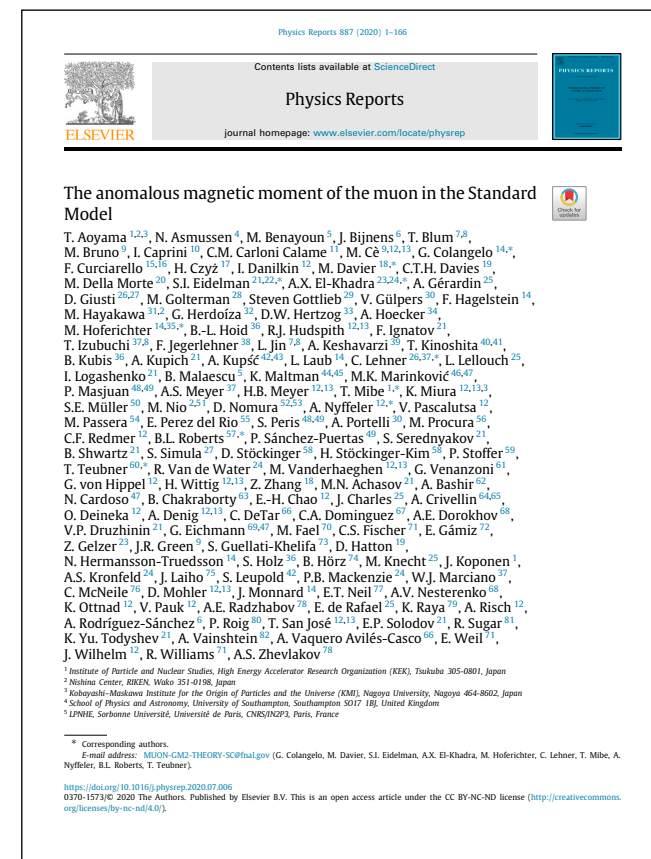 Physics Reports 887 (2020) 1–166
Contents lists available at ScienceDirect
Physics Reports
journal homepage: www.elsevier.com/locate/physrep
ELSEVIER
PHYSICS REPORTS
The anomalous magnetic moment of the muon in the Standard
Model
Check for
updates
T. Aoyama 1,2,3, N. Asmussen 4, M. Benayoun 5, J. Bijnens 6, T. Blum 7,8,
M. Bruno 9, I. Caprini 10, C.M. Carloni Calame 11, M. Cè 9,12,13, G. Colangelo 14,*,
F. Curciarello 15,16, H. Czyż 17, I. Danilkin 12, M. Davier 18,*, C.T.H. Davies 19,
M. Della Morte 20, S.I. Eidelman 21,22,*, A.X. El-Khadra 23,24,*, A. Gérardin 25,
D. Giusti 26,27, M. Golterman 28, Steven Gottlieb 29, V. Gülpers 30, F. Hagelstein 14,
M. Hayakawa 31,2, G. Herdoíza 32, D.W. Hertzog 33, A. Hoecker 34,
M. Hoferichter 14,35,*, B.-L. Hoid 36, R.J. Hudspith 12,13, F. Ignatov 21,
T. Izubuchi 37,8, F. Jegerlehner 38, L. Jin 7,8, A. Keshavarzi 39, T. Kinoshita 40,41,
B. Kubis 36, A. Kupich 21, A. Kupść 42,43, L. Laub 14, C. Lehner 26,37,*, L. Lellouch 25,
I. Logashenko 21, B. Malaescu 5, K. Maltman 44,45, M.K. Marinković 46,47,
P. Masjuan 48,49, A.S. Meyer 37, H.B. Meyer 12,13, T. Mibe 1,*, K. Miura 12,13,3,
S.E. Müller 50, M. Nio 2,51, D. Nomura 52,53, A. Nyffeler 12,*, V. Pascalutsa 12,
M. Passera 54, E. Perez del Rio 55, S. Peris 48,49, A. Portelli 30, M. Procura 56,
C.F. Redmer 12, B.L. Roberts 57,*, P. Sánchez-Puertas 49, S. Serednyakov 21,
B. Shwartz 21, S. Simula 27, D. Stöckinger 58, H. Stöckinger-Kim 58, P. Stoffer 59,
T. Teubner 60,*, R. Van de Water 24, M. Vanderhaeghen 12,13, G. Venanzoni 61,
G. von Hippel 12, H. Wittig 12,13, Z. Zhang 18, M.N. Achasov 21, A. Bashir 62,
N. Cardoso 47, B. Chakraborty 63, E.-H. Chao 12, J. Charles 25, A. Crivellin 64,65,
O. Deineka 12, A. Denig 12,13, C. DeTar 66, C.A. Dominguez 67, A.E. Dorokhov 68,
V.P. Druzhinin 21, G. Eichmann 69,47, M. Fael 70, C.S. Fischer 71, E. Gámiz 72,
Z. Gelzer 23, J.R. Green 9, S. Guellati-Khelifa 73, D. Hatton 19,
N. Hermansson-Truedsson 14, S. Holz 36, B. Hörz 74, M. Knecht 25, J. Koponen 1,
A.S. Kronfeld 24, J. Laiho 75, S. Leupold 42, P.B. Mackenzie 24, W.J. Marciano 37,
C. McNeile 76, D. Mohler 12,13, J. Monnard 14, E.T. Neil 77, A.V. Nesterenko 68,
K. Ottnad 12, V. Pauk 12, A.E. Radzhabov 78, E. de Rafael 25, K. Raya 79, A. Risch 12,
A. Rodríguez-Sánchez 6, P. Roig 80, T. San José 12,13, E.P. Solodov 21, R. Sugar 81,
K. Yu. Todyshev 21, A. Vainshtein 82, A. Vaquero Avilés-Casco 66, E. Weil 71,
J. Wilhelm 12, R. Williams 71, A.S. Zhevlakov 78
1 Institute of Particle and Nuclear Studies, High Energy Accelerator Research Organization (KEK), Tsukuba 305-0801, Japan
2 Nishina Center, RIKEN, Wako 351-0198, Japan
3 Kobayashi–Maskawa Institute for the Origin of Particles and the Universe (KMI), Nagoya University, Nagoya 464-8602, Japan
4 School of Physics and Astronomy, University of Southampton, Southampton SO17 1BJ, United Kingdom
5 LPNHE, Sorbonne Université, Université de Paris, CNRS/IN2P3, Paris, France
* Corresponding authors.
E-mail address: MUON-GM2-THEORY-SC@fnal.gov (G. Colangelo, M. Davier, S.I. Eidelman, A.X. El-Khadra, M. Hoferichter, C. Lehner, T. Mibe, A.
Nyffeler, B.L. Roberts, T. Teubner).
https://doi.org/10.1016/j.physrep.2020.07.006
0370-1573/© 2020 The Authors. Published by Elsevier B.V. This is an open access article under the CC BY-NC-ND license (http://creativecommons.
org/licenses/by-nc-nd/4.0/).